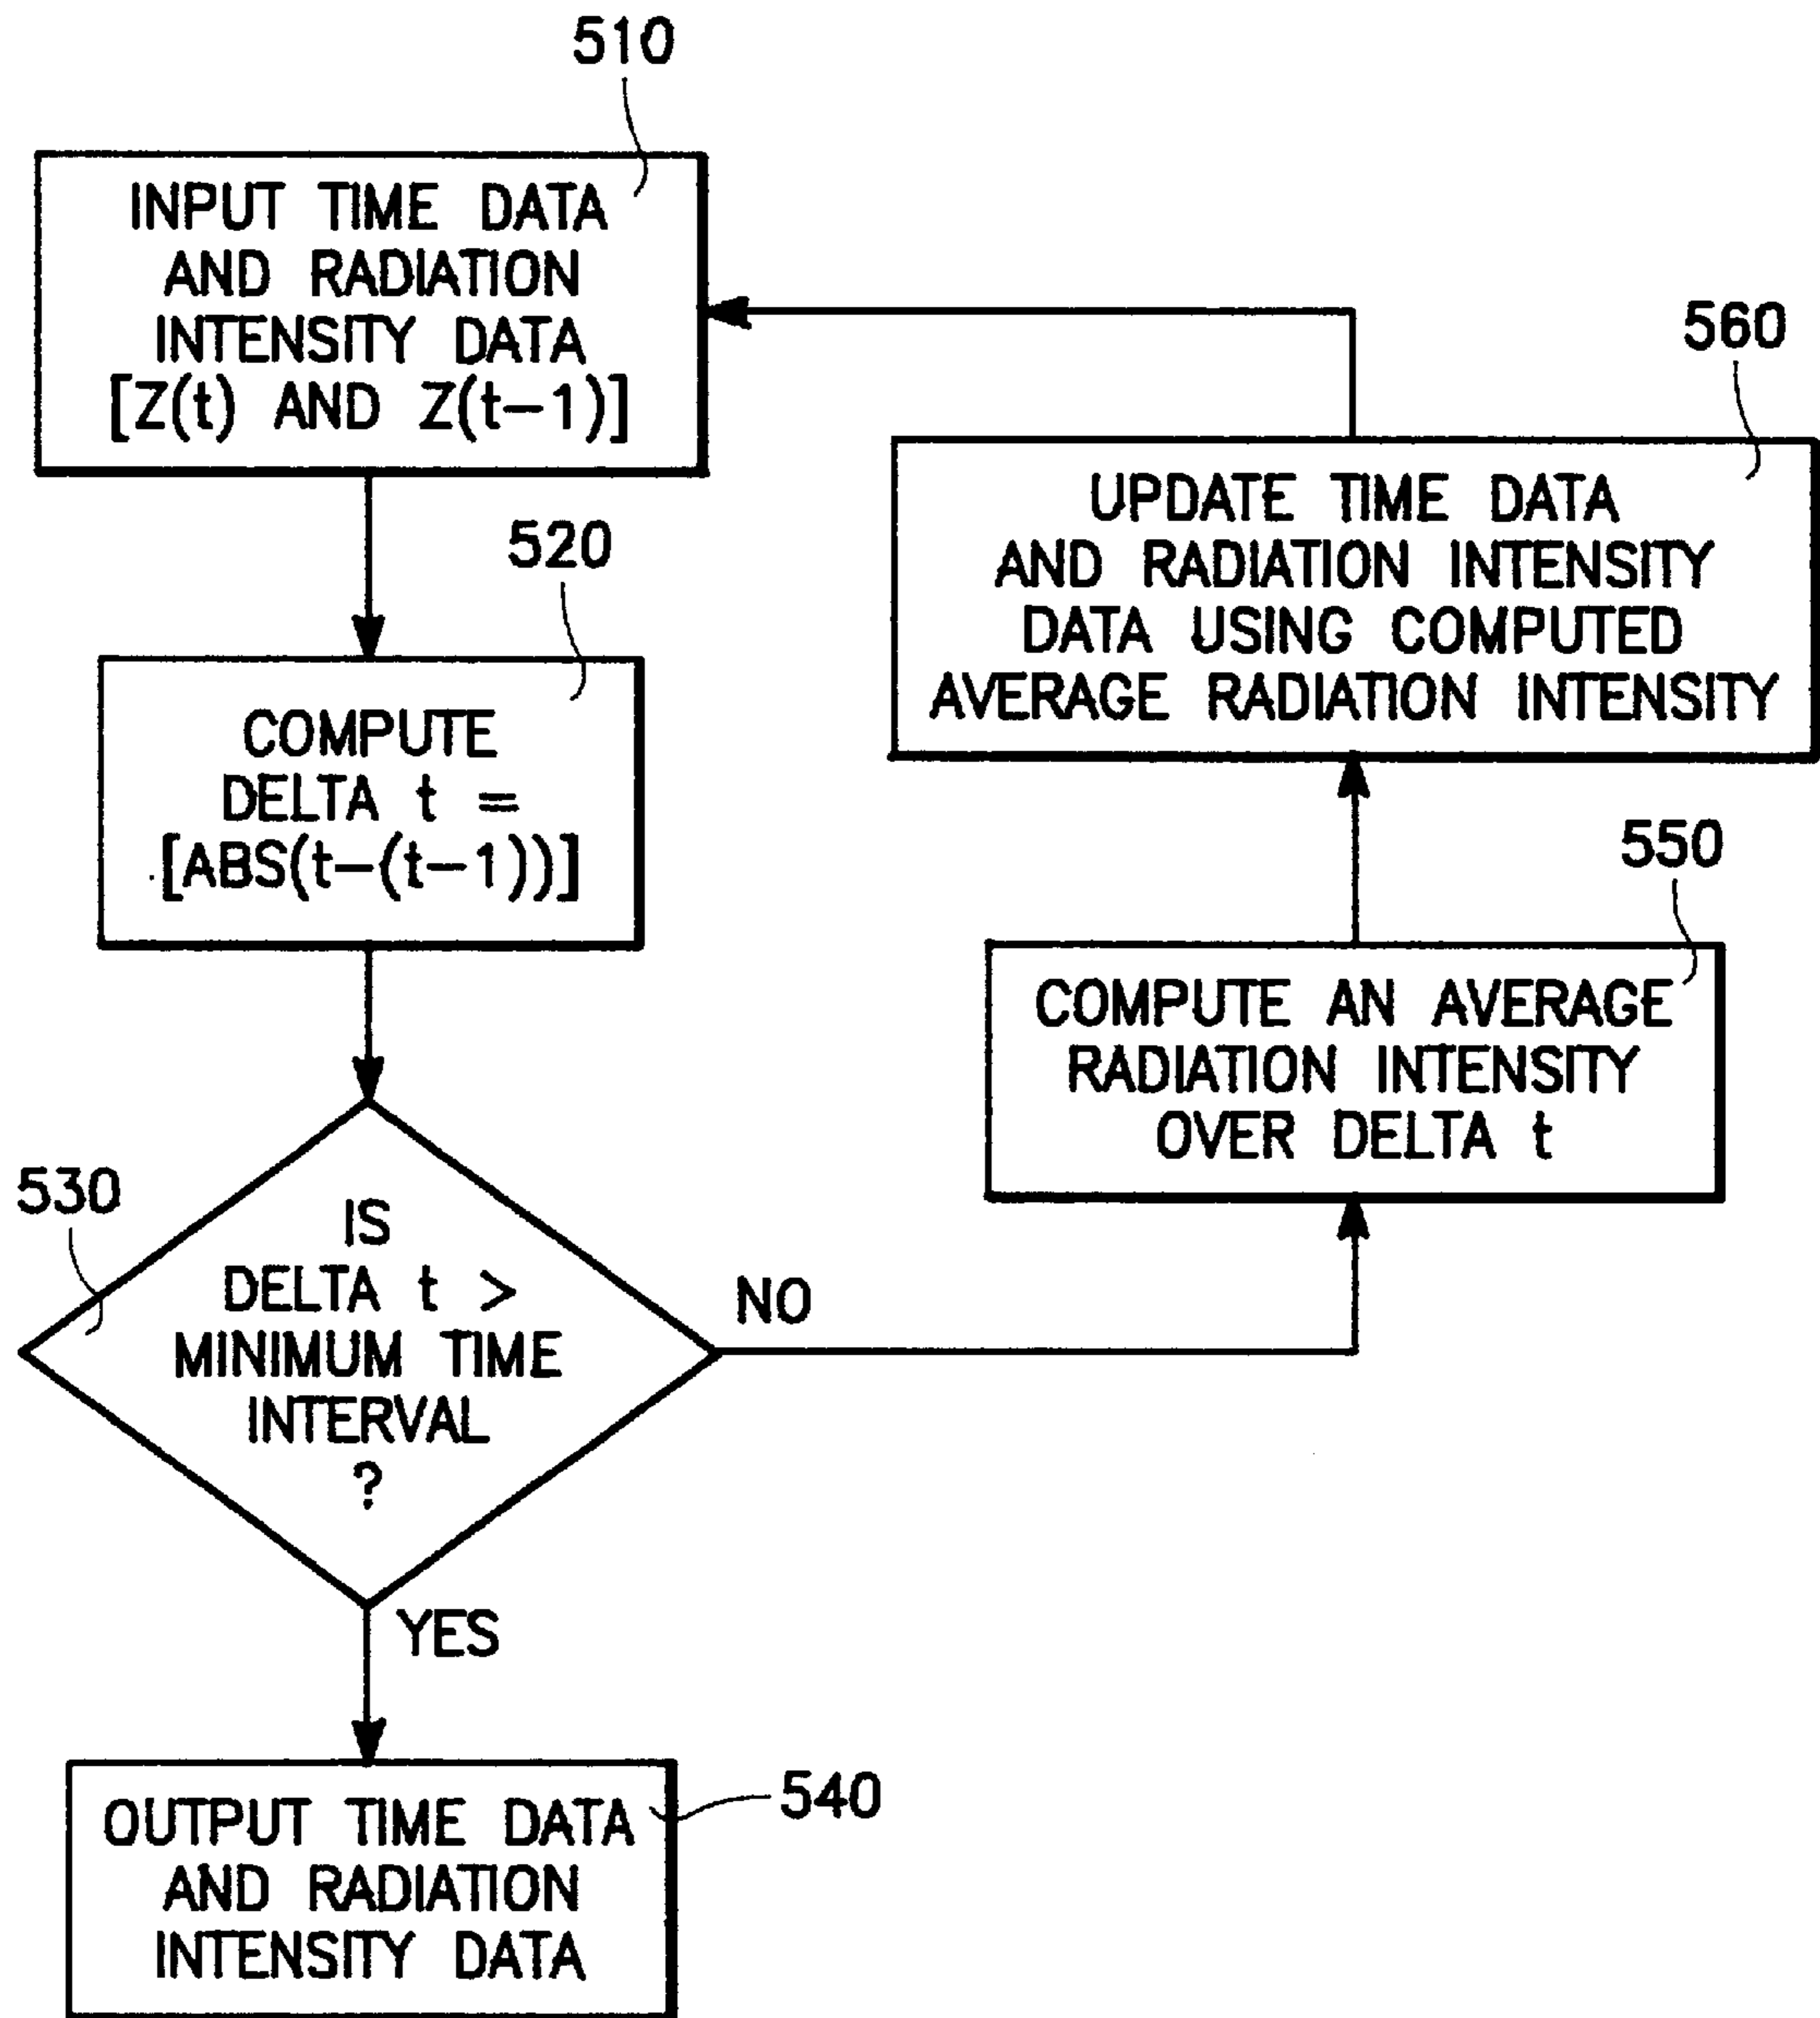 510
INPUT TIME DATA
AND RADIATION
INTENSITY DATA
[Z(t) AND Z(t-1)]
520
COMPUTE
DELTA t =
[ABS(t-(t-1))]
530
IS
DELTA t >
MINIMUM TIME
INTERVAL
?
NO
YES
540
OUTPUT TIME DATA
AND RADIATION
INTENSITY DATA
550
COMPUTE AN AVERAGE
RADIATION INTENSITY
OVER DELTA t
560
UPDATE TIME DATA
AND RADIATION INTENSITY
DATA USING COMPUTED
AVERAGE RADIATION INTENSITY